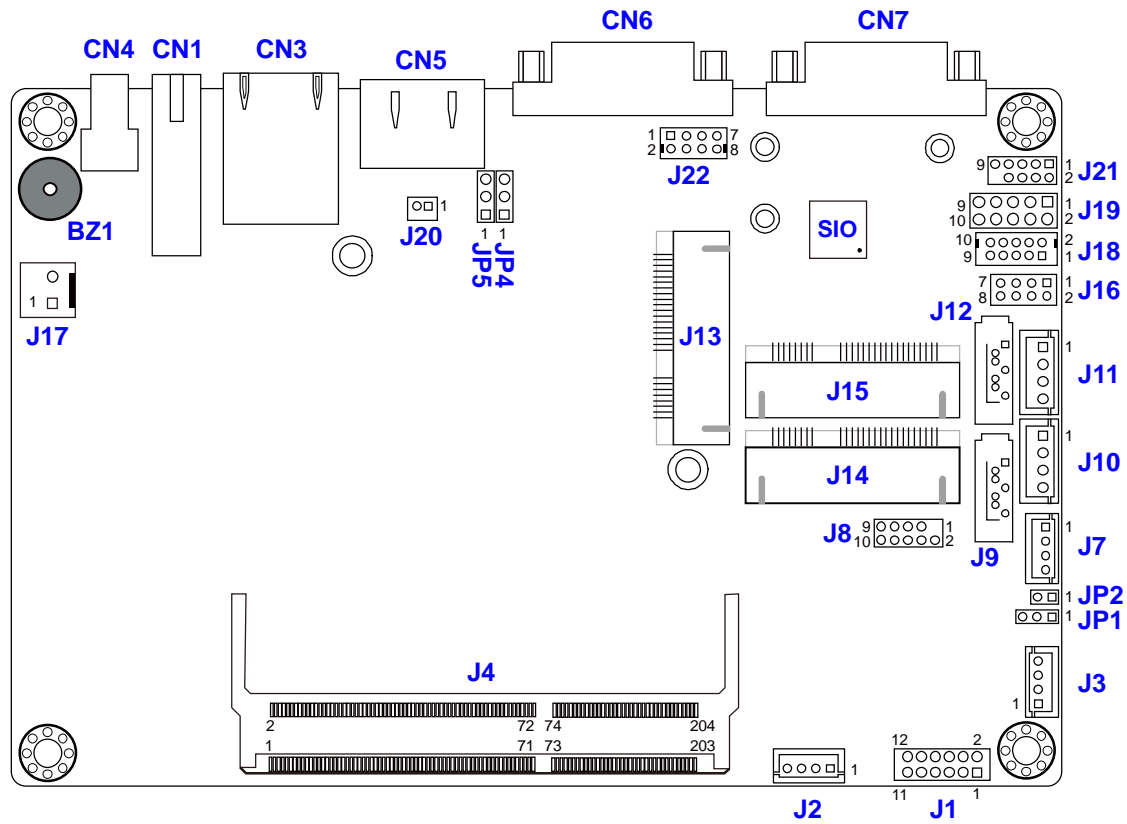 CN4 CN1 CN3 CN5 CN6 CN7
1 7
2 8
J22
9 1 J21
2
9 1 J19
10 2
BZ1
1
J20
1 1
JP5 JP4
SIO
10 2 J18
9 1
7 1 J16
8 2
1
J17
J13
J12
1 J11
J15
1 J10
J14
J8 9 1
10 2
J9
1 J7
1 JP2
1 JP1
J4
J3
1
2 72 74 204
1 71 73 203
12 2
1
11 1
J2 J1